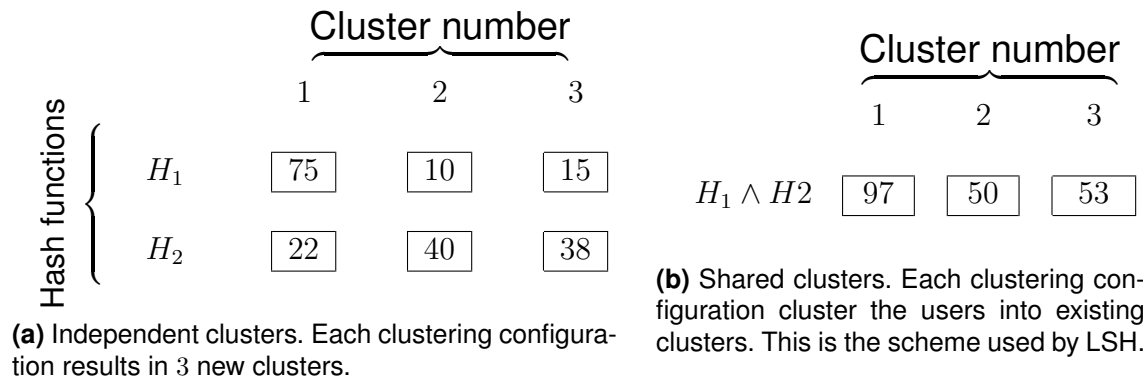 Cluster number
1 2 3
Hash functions
H₁ 75 10 15
H₂ 22 40 38
(a) Independent clusters. Each clustering configura-
tion results in 3 new clusters.
Cluster number
1 2 3
H₁ ∧ H2 97 50 53
(b) Shared clusters. Each clustering con-
figuration cluster the users into existing
clusters. This is the scheme used by LSH.